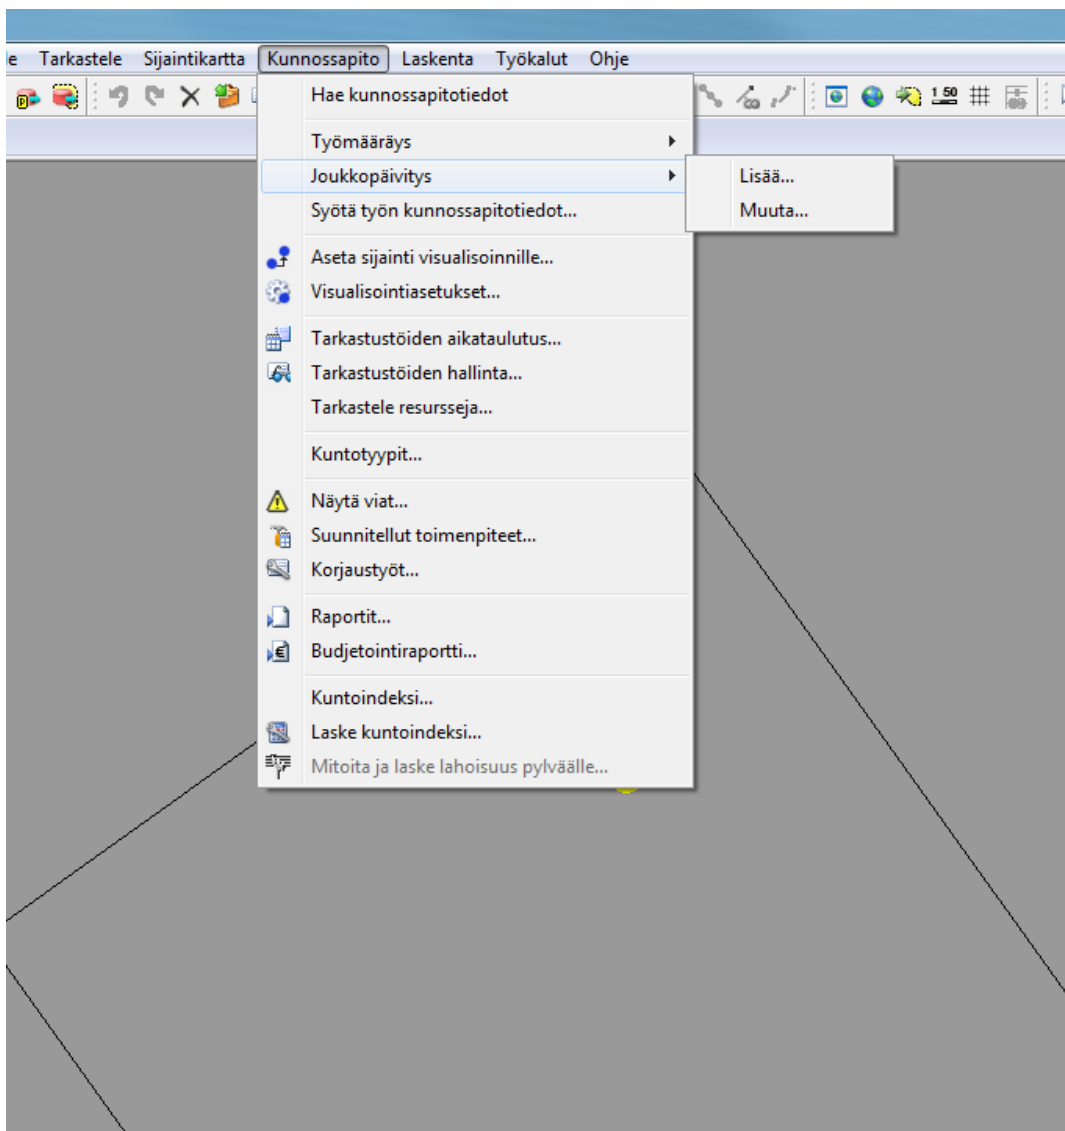 e Tarkastele Sijaintikartta Kunnossapito Laskenta Työkalut Ohje
1 50
Hae kunnossapitotiedot
Työmääräys
Joukkopäivitys
Lisää...
Syötä työn kunnossapitotiedot...
Muuta...
Aseta sijainti visualisoinnille...
Visualisointiasetukset...
Tarkastustöiden aikataulutus...
Tarkastustöiden hallinta...
Tarkastele resursseja...
Kuntotyypit...
Näytä viat...
Suunnitellut toimenpiteet...
Korjaustyöt...
Raportit...
Budjetointiraportti...
Kuntoindeksi...
Laske kuntoindeksi...
Mitoita ja laske lahoisuus pylväälle...